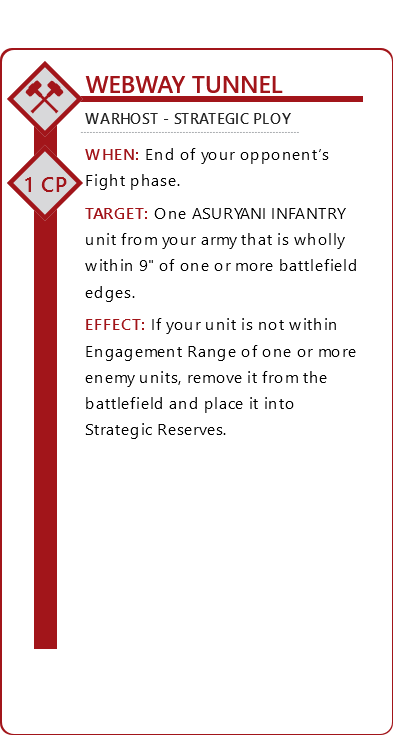 WEBWAY TUNNEL
WARHOST - STRATEGIC PLOY
1 CP
WHEN: End of your opponent’s
Fight phase.
TARGET: One ASURYANI INFANTRY
unit from your army that is wholly
within 9" of one or more battlefield
edges.
EFFECT: If your unit is not within
Engagement Range of one or more
enemy units, remove it from the
battlefield and place it into
Strategic Reserves.